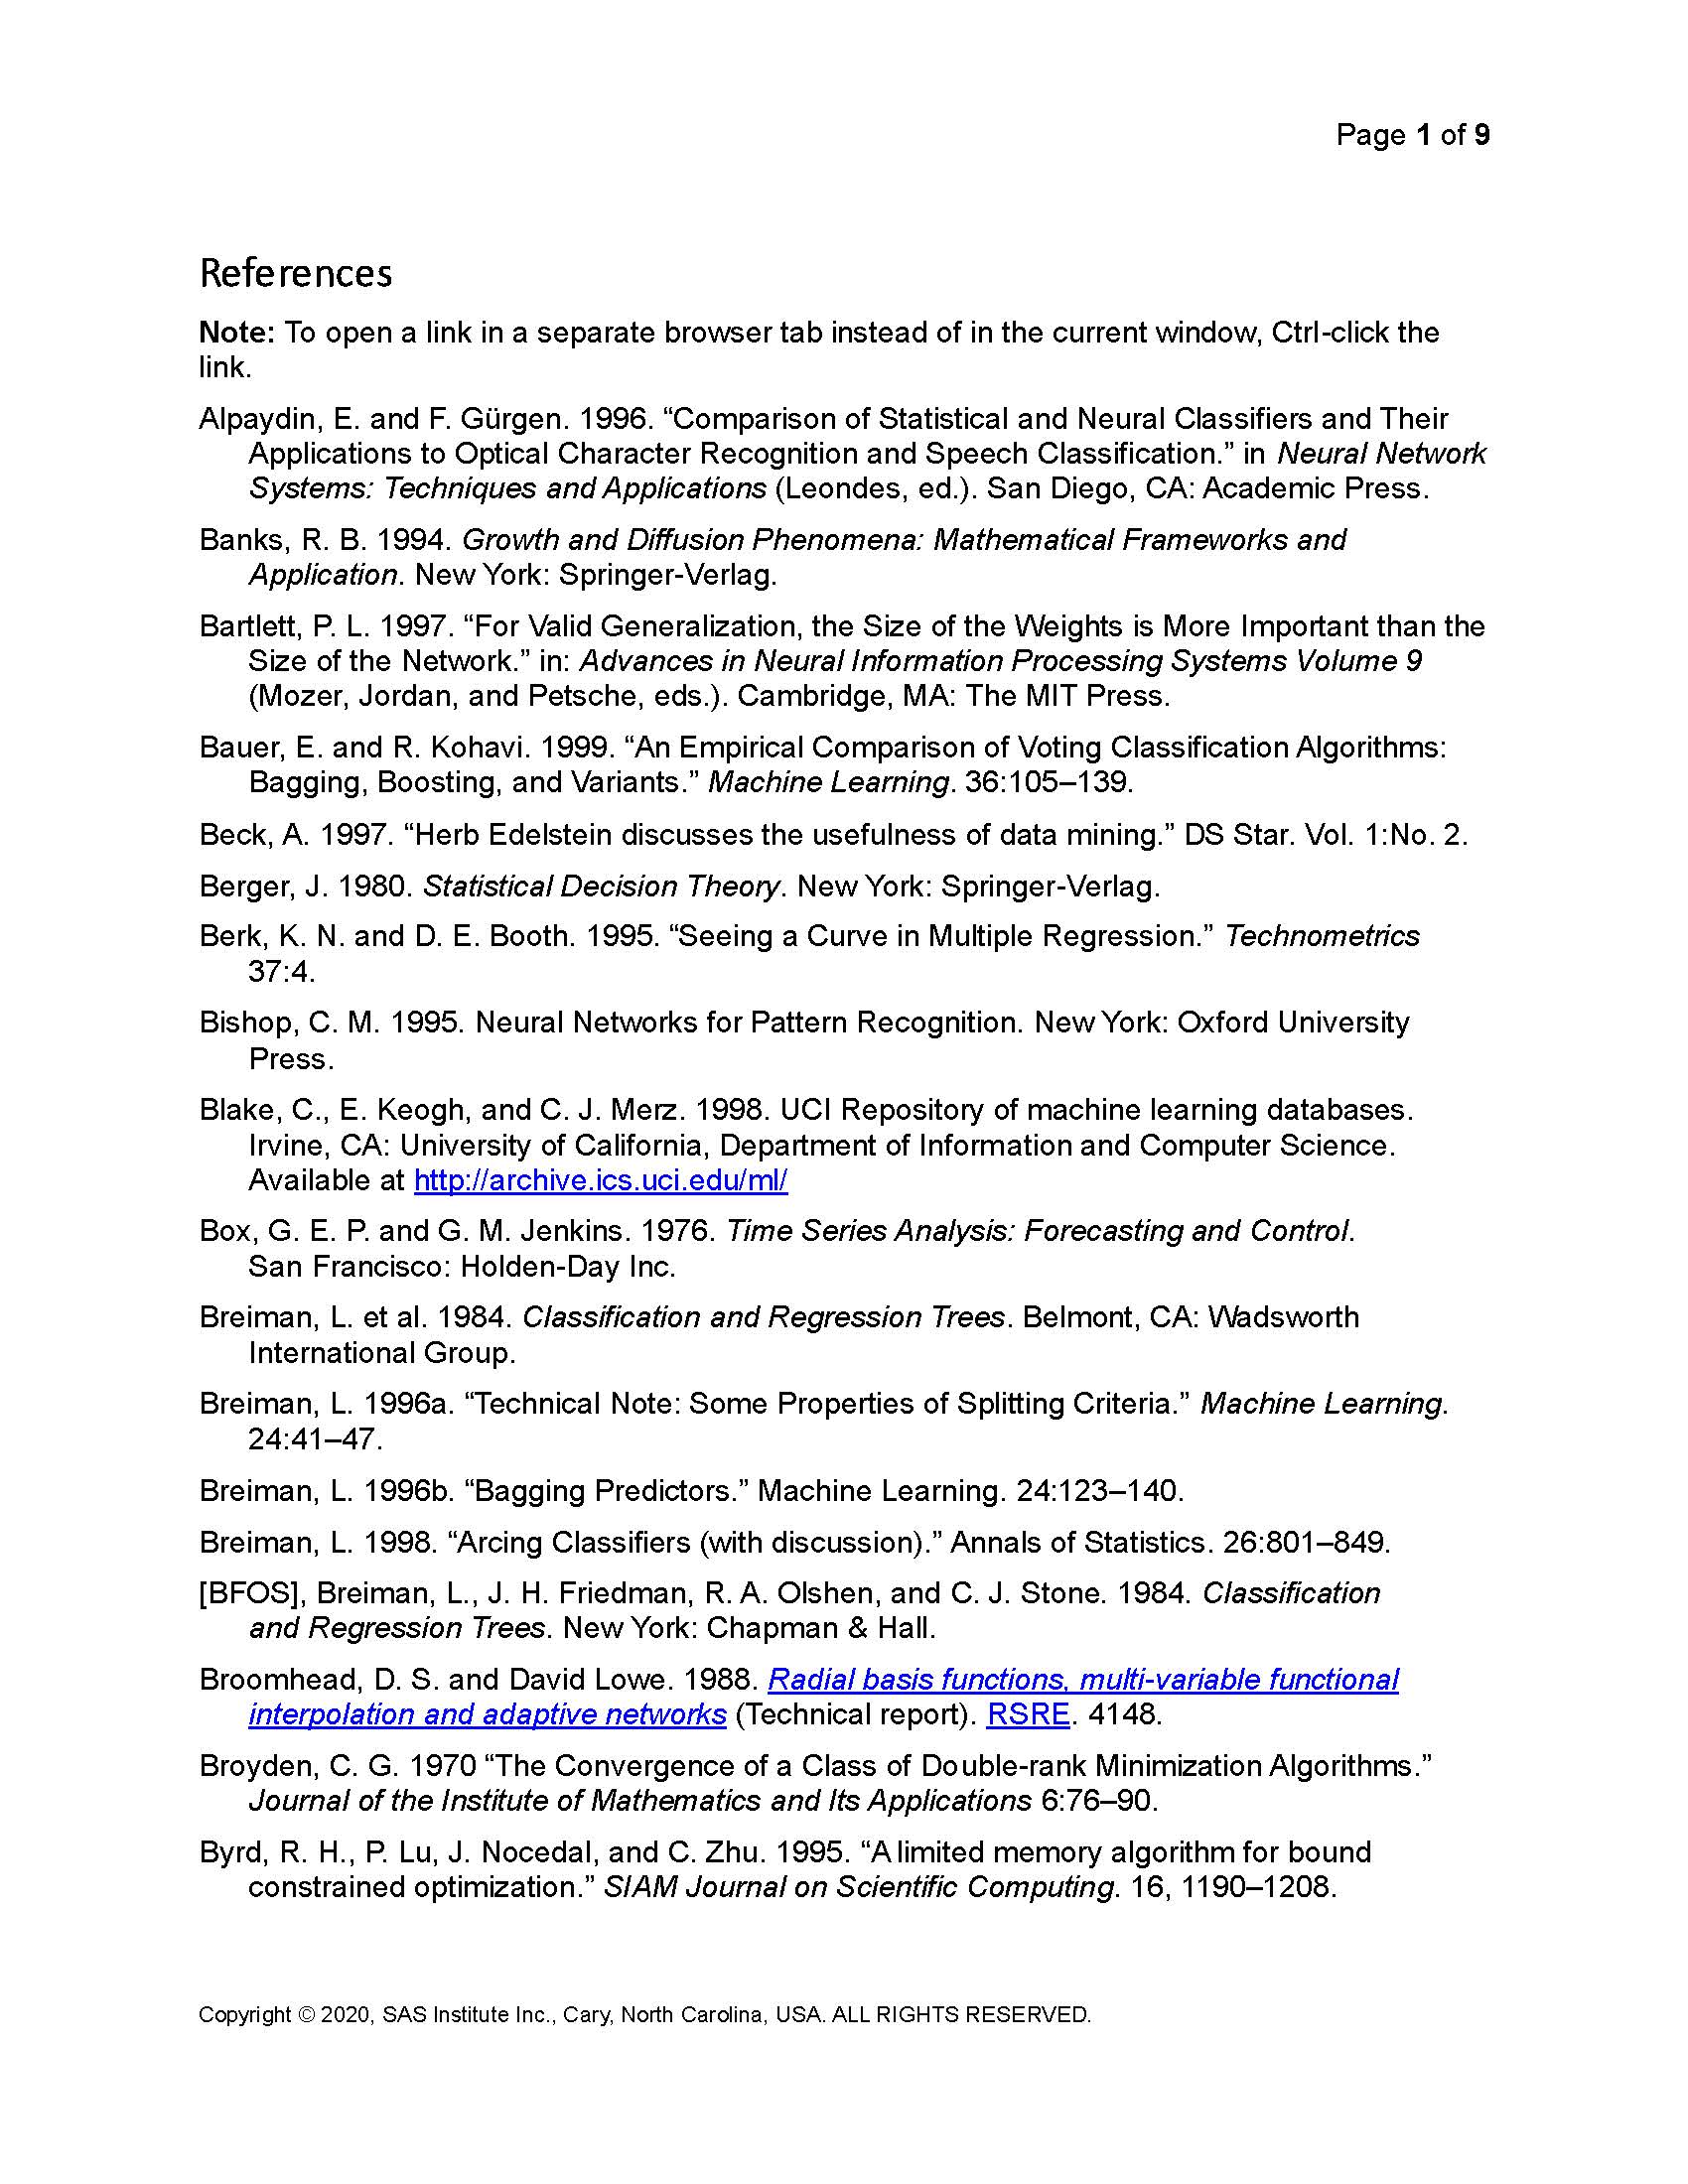 Page 1 of 9
References
Note: To open a link in a separate browser tab instead of in the current window, Ctrl-click the
link.
Alpaydin, E. and F. Gürgen. 1996. “Comparison of Statistical and Neural Classifiers and Their
Applications to Optical Character Recognition and Speech Classification.” in Neural Network
Systems: Techniques and Applications (Leondes, ed.). San Diego, CA: Academic Press.
Banks, R. B. 1994. Growth and Diffusion Phenomena: Mathematical Frameworks and
Application. New York: Springer-Verlag.
Bartlett, P. L. 1997. “For Valid Generalization, the Size of the Weights is More Important than the
Size of the Network.” in: Advances in Neural Information Processing Systems Volume 9
(Mozer, Jordan, and Petsche, eds.). Cambridge, MA: The MIT Press.
Bauer, E. and R. Kohavi. 1999. “An Empirical Comparison of Voting Classification Algorithms:
Bagging, Boosting, and Variants.” Machine Learning. 36:105–139.
Beck, A. 1997. “Herb Edelstein discusses the usefulness of data mining.” DS Star. Vol. 1:No. 2.
Berger, J. 1980. Statistical Decision Theory. New York: Springer-Verlag.
Berk, K. N. and D. E. Booth. 1995. “Seeing a Curve in Multiple Regression.” Technometrics
37:4.
Bishop, C. M. 1995. Neural Networks for Pattern Recognition. New York: Oxford University
Press.
Blake, C., E. Keogh, and C. J. Merz. 1998. UCI Repository of machine learning databases.
Irvine, CA: University of California, Department of Information and Computer Science.
Available at http://archive.ics.uci.edu/ml/
Box, G. E. P. and G. M. Jenkins. 1976. Time Series Analysis: Forecasting and Control.
San Francisco: Holden-Day Inc.
Breiman, L. et al. 1984. Classification and Regression Trees. Belmont, CA: Wadsworth
International Group.
Breiman, L. 1996a. “Technical Note: Some Properties of Splitting Criteria.” Machine Learning.
24:41–47.
Breiman, L. 1996b. “Bagging Predictors.” Machine Learning. 24:123–140.
Breiman, L. 1998. “Arcing Classifiers (with discussion).” Annals of Statistics. 26:801–849.
[BFOS], Breiman, L., J. H. Friedman, R. A. Olshen, and C. J. Stone. 1984. Classification
and Regression Trees. New York: Chapman & Hall.
Broomhead, D. S. and David Lowe. 1988. Radial basis functions, multi-variable functional
interpolation and adaptive networks (Technical report). RSRE. 4148.
Broyden, C. G. 1970 “The Convergence of a Class of Double-rank Minimization Algorithms.”
Journal of the Institute of Mathematics and Its Applications 6:76–90.
Byrd, R. H., P. Lu, J. Nocedal, and C. Zhu. 1995. “A limited memory algorithm for bound
constrained optimization.” SIAM Journal on Scientific Computing. 16, 1190–1208.
Copyright © 2020, SAS Institute Inc., Cary, North Carolina, USA. ALL RIGHTS RESERVED.